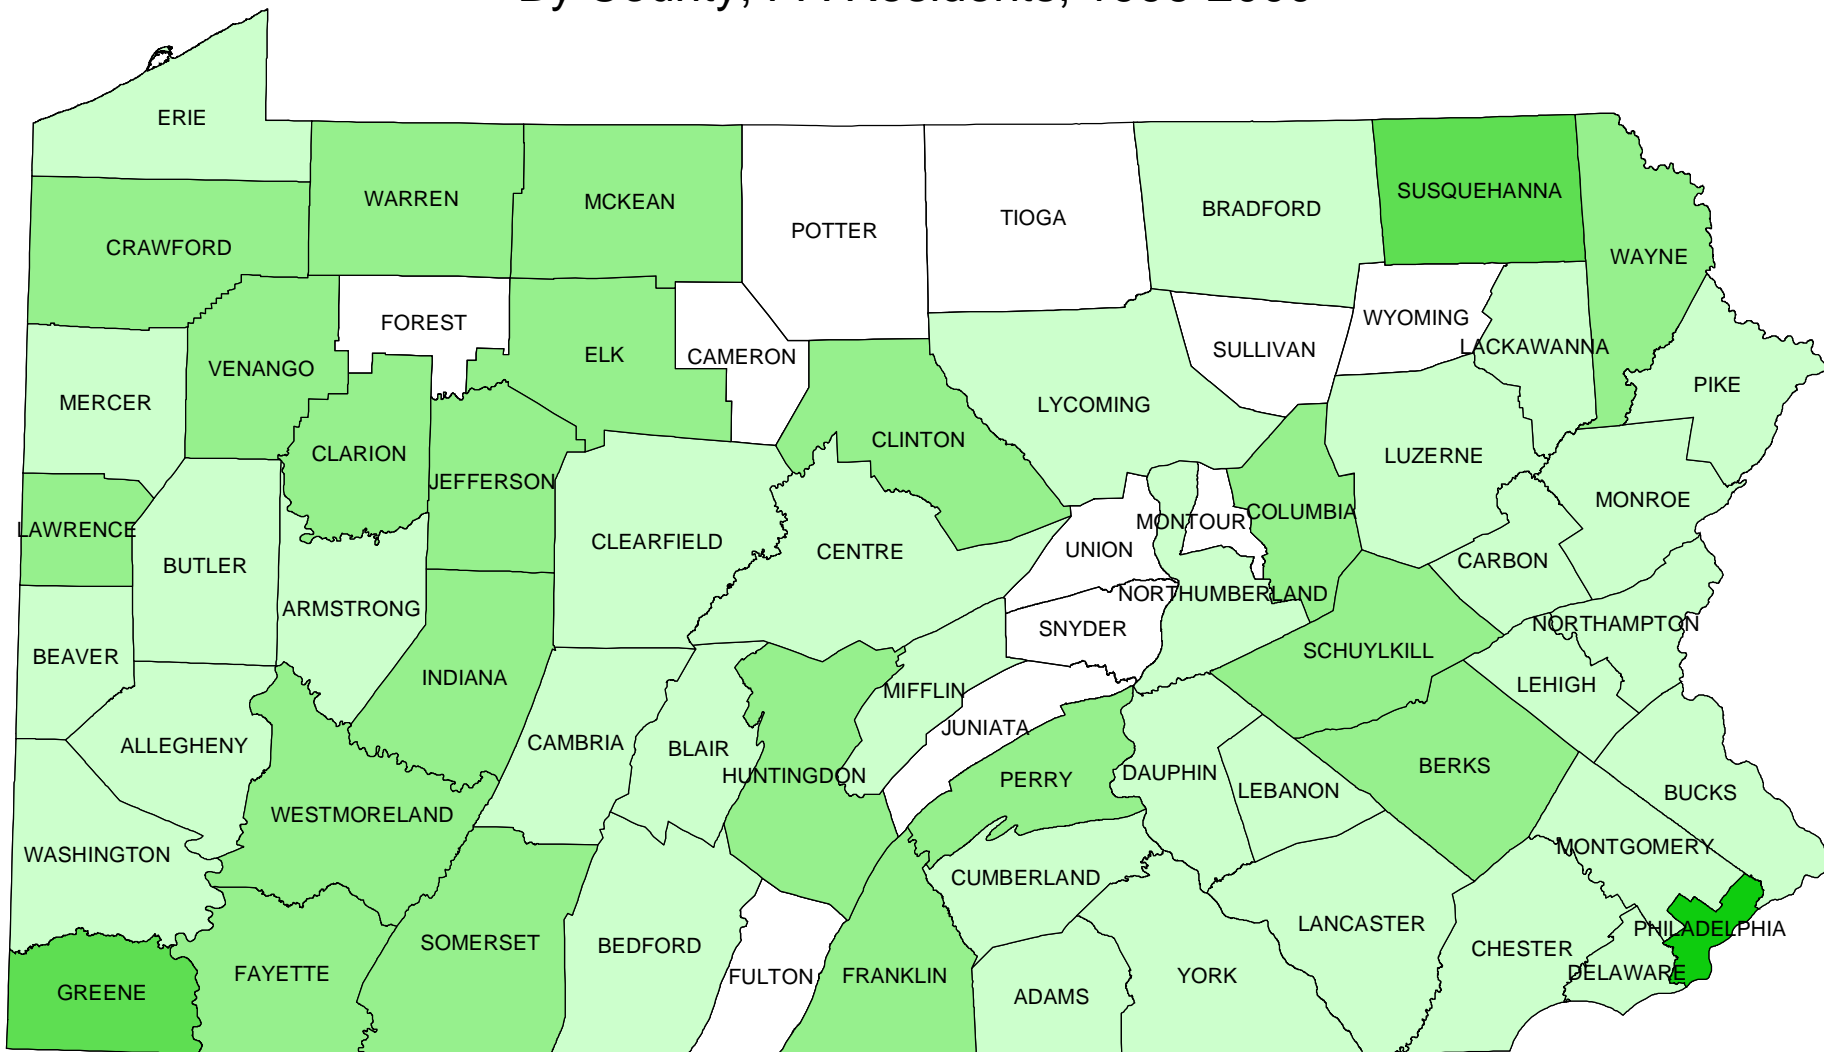 ERIE
WARREN
MCKEAN
SUSQUEHANNA
BRADFORD
TIOGA
POTTER
CRAWFORD
WAYNE
FOREST
WYOMING
LACKAWANNA
SULLIVAN
ELK
CAMERON
VENANGO
PIKE
MERCER
LYCOMING
CLINTON
CLARION
LUZERNE
JEFFERSON
MONROE
COLUMBIA
MONTOUR
LAWRENCE
CLEARFIELD
UNION
CENTRE
CARBON
BUTLER
NORTHUMBERLAND
ARMSTRONG
NORTHAMPTON
SNYDER
SCHUYLKILL
BEAVER
INDIANA
LEHIGH
MIFFLIN
JUNIATA
CAMBRIA
ALLEGHENY
BLAIR
BERKS
DAUPHIN
HUNTINGDON
PERRY
LEBANON
BUCKS
WESTMORELAND
MONTGOMERY
WASHINGTON
CUMBERLAND
LANCASTER
PHILADELPHIA
SOMERSET
BEDFORD
CHESTER
DELAWARE
FAYETTE
FULTON
FRANKLIN
YORK
GREENE
ADAMS